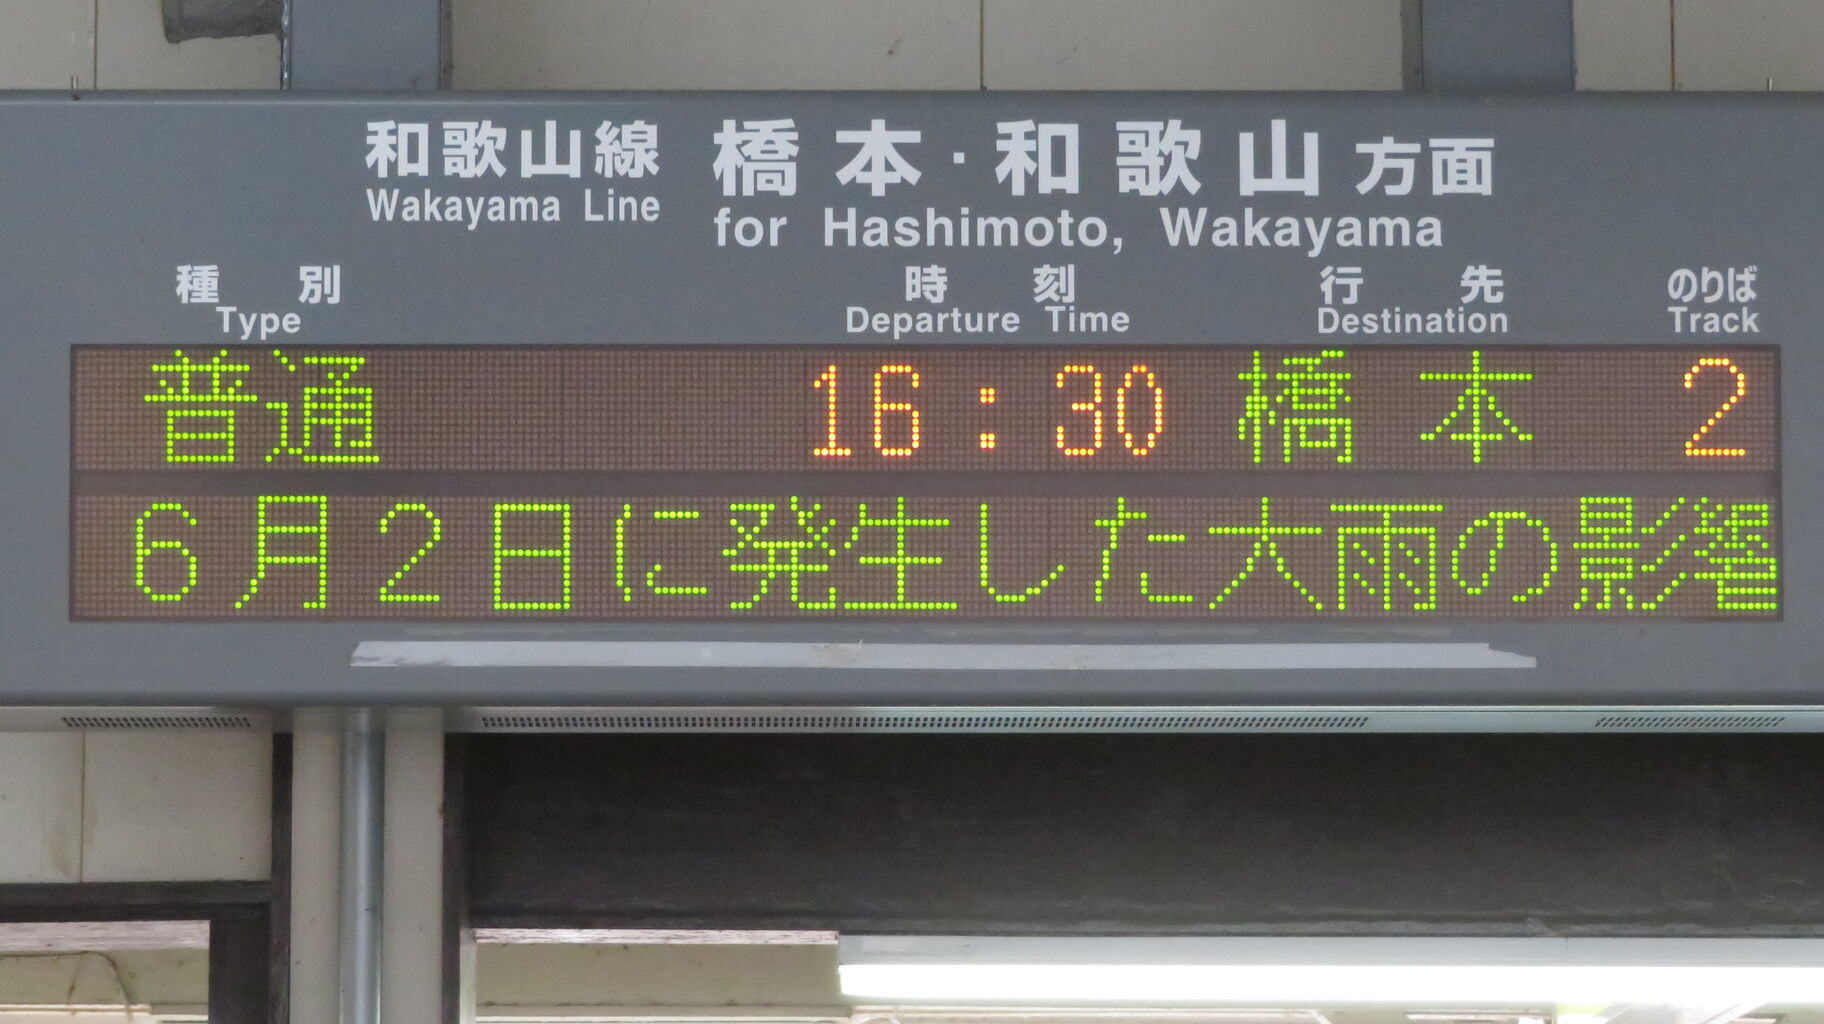 和歌山線 橋本・和歌山方面
Wakayama Line for Hashimoto, Wakayama
種別 時刻 行先 のりば
Type Departure Time Destination Track
普通 16:30 橋本 2
6月2日に発生した大雨の影響